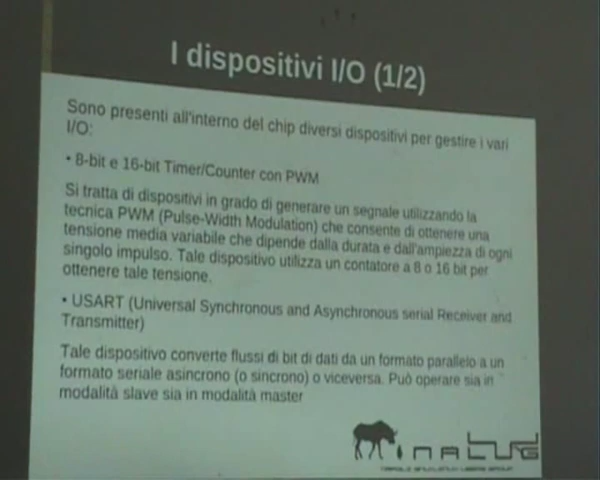 I dispositivi I/O (1/2)
Sono presenti all'interno del chip diversi dispositivi per gestire i vari
I/O:
• 8-bit e 16-bit Timer/Counter con PWM
Si tratta di dispositivi in grado di generare un segnale utilizzando la
tecnica PWM (Pulse-Width Modulation) che consente di ottenere una
tensione media variabile che dipende dalla durata e dall'ampiezza di ogni
singolo impulso. Tale dispositivo utilizza un contatore a 8 o 16 bit per
ottenere tale tensione.
• USART (Universal Synchronous and Asynchronous serial Receiver and
Transmitter)
Tale dispositivo converte flussi di bit di dati da un formato parallelo a un
formato seriale asincrono (o sincrono) o viceversa. Può operare sia in
modalità slave sia in modalità master